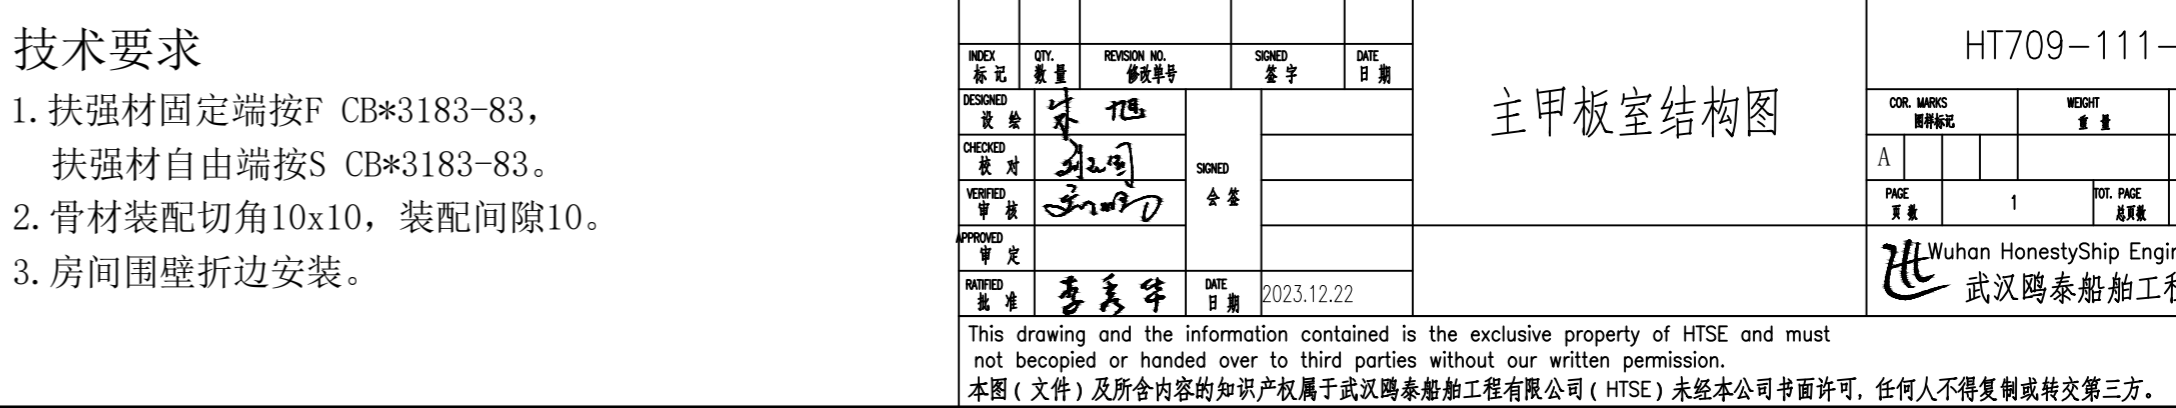 技术要求
1.扶强材固定端按F CB*3183-83，
扶强材自由端按S CB*3183-83。
2.骨材装配切角10x10，装配间隙10。
3.房间围壁折边安装。
INDEX QTY. REVISION NO. SIGNED DATE
标记 数量 修改单号 签字 日期
DESIGNED
设绘
CHECKED
校对
VERIFIED
审核
APPROVED
审定
RATIFIED
批准 李秀华
SIGNED
会签
DATE
日期 2023.12.22
主甲板室结构图
HT709-111-
COR. MARKS WEIGHT
图样标记 重量
A
PAGE 1 TOT. PAGE
页数 总页数
Wuhan HonestyShip Engin
武汉鸥泰船舶工程
This drawing and the information contained is the exclusive property of HTSE and must
not becopied or handed over to third parties without our written permission.
本图(文件)及所含内容的知识产权属于武汉鸥泰船舶工程有限公司(HTSE)未经本公司书面许可,任何人不得复制或转交第三方。